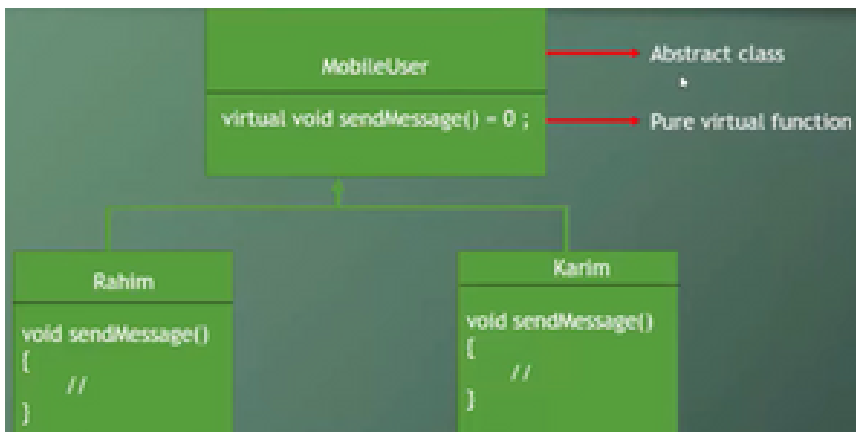 MobileUser
Abstract class
virtual void sendMessage() = 0 ;
Pure virtual function
Rahim
void sendMessage()
{
//
}
Karim
void sendMessage()
{
//
}